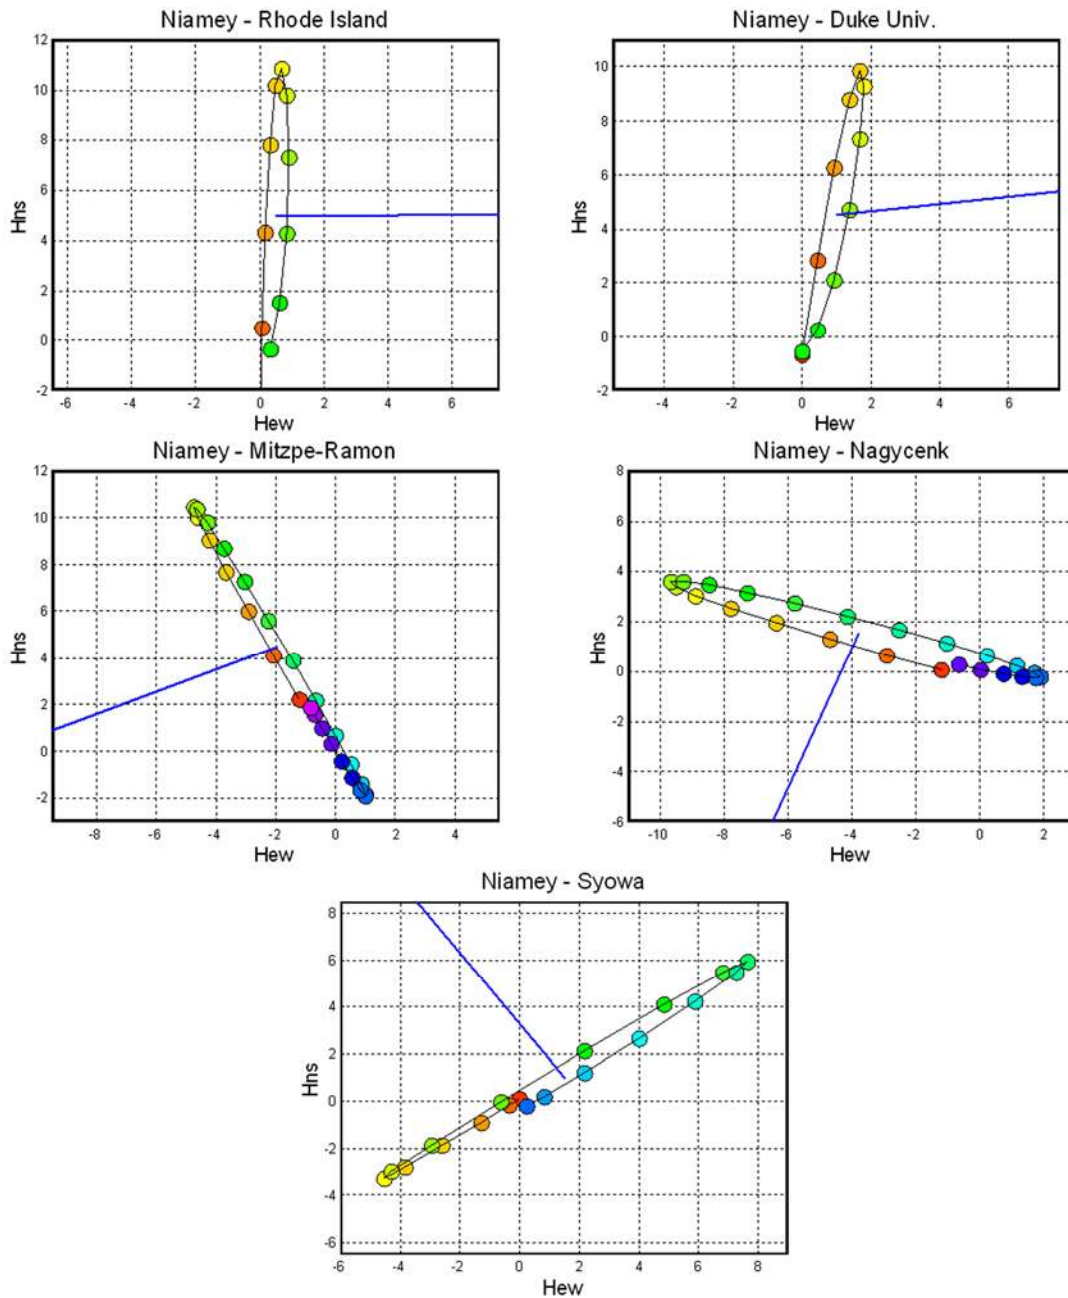 Niamey - Rhode Island
12
10
8
6
4
2
0
-2
Hns
-6 -4 -2 0 2 4 6
Hew
Niamey - Duke Univ.
10
8
6
4
2
0
-2
Hns
-4 -2 0 2 4 6
Hew
Niamey - Mitzpe-Ramon
12
10
8
6
4
2
0
-2
Hns
-8 -6 -4 -2 0 2 4
Hew
Niamey - Nagycenk
8
6
4
2
0
-2
-4
-6
Hns
-10 -8 -6 -4 -2 0 2
Hew
Niamey - Syowa
8
6
4
2
0
-2
-4
-6
Hns
-6 -4 -2 0 2 4 6 8
Hew